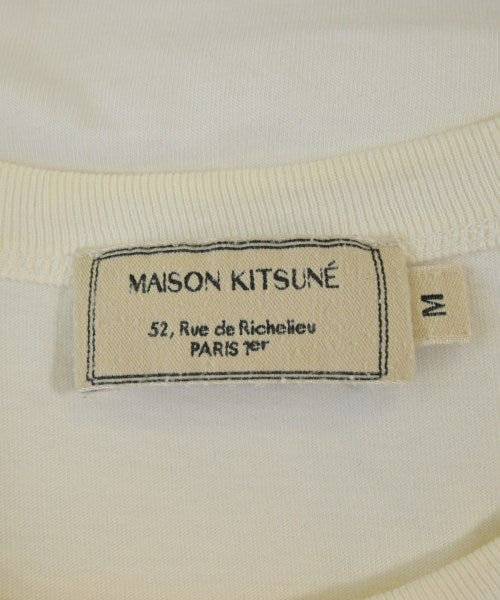 MAISON KITSUNÉ
52, Rue de Richelieu
PARIS 1er
M